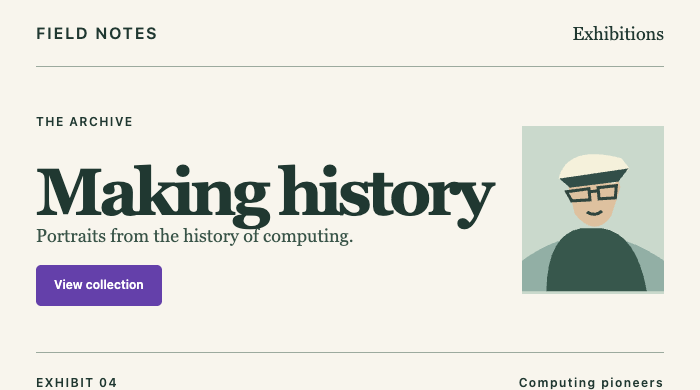 FIELD NOTES
Exhibitions
THE ARCHIVE
Making history
Portraits from the history of computing.
View collection
EXHIBIT 04
Computing pioneers